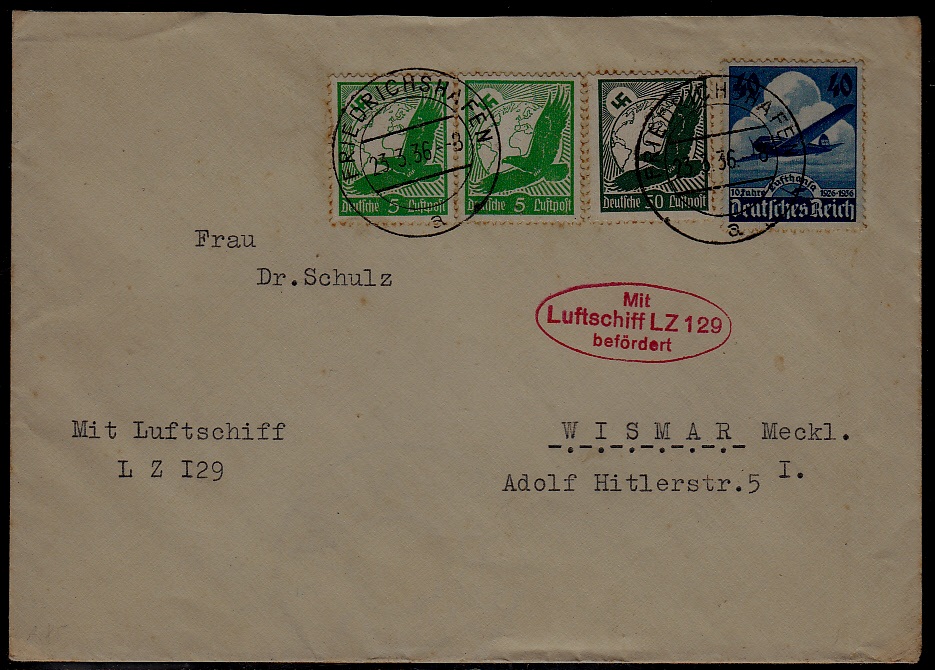 FRIEDRICHSHAFEN
23.3.36.-8
a
Deutsche 5 Luftpost
Deutsche 5 Luftpost
Deutsche 50 Luftpost
40 40
Lufthansa
10 Jahre 1926-1936
Deutsches Reich
a
Frau
Dr.Schulz
Mit
Luftschiff LZ 129
befördert
Mit Luftschiff
L Z I29
W I S M A R Meckl.
Adolf Hitlerstr.5 I.